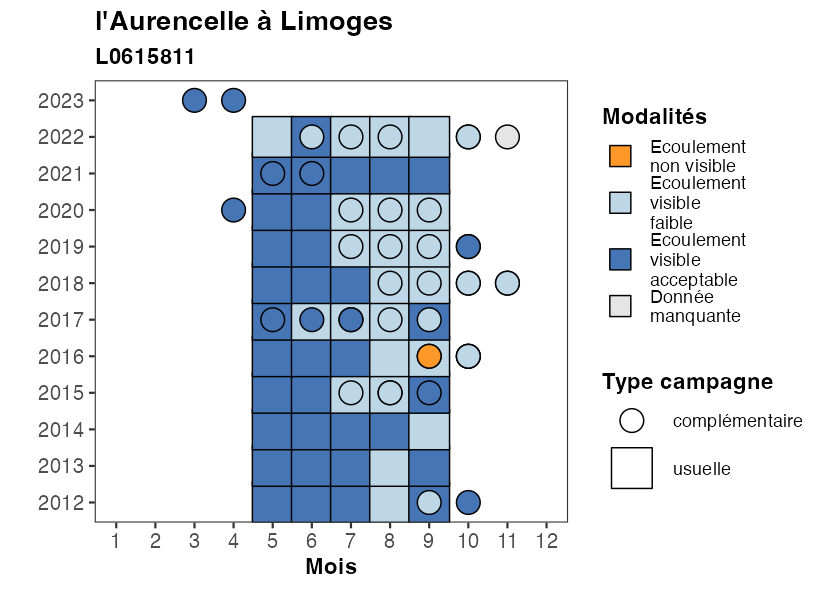 l'Aurencelle à Limoges
L0615811
2023
2022
2021
2020
2019
2018
2017
2016
2015
2014
2013
2012
1 2 3 4 5 6 7 8 9 10 11 12
Mois
Modalités
Ecoulement
non visible
Ecoulement
visible
faible
Ecoulement
visible
acceptable
Donnée
manquante
Type campagne
complémentaire
usuelle